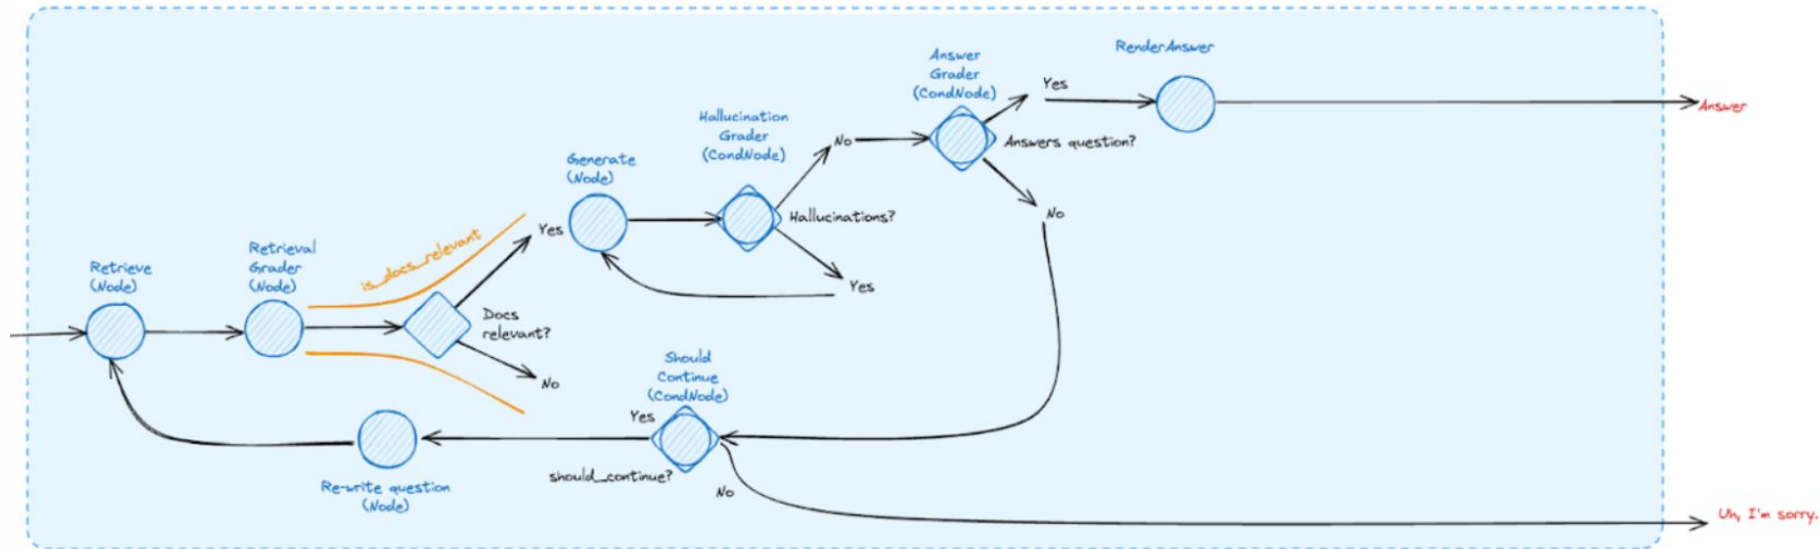 Retrieve
(Node)
Retrieval
Grader
(Node)
is_docs_relevant
Docs
relevant?
Yes
No
Generate
(Node)
Hallucination
Grader
(CondNode)
Hallucinations?
No
Yes
Answer
Grader
(CondNode)
Answers question?
Yes
No
RenderAnswer
Answer
Should
Continue
(CondNode)
Yes
should_continue?
No
Re-write question
(Node)
Uh, I'm sorry.